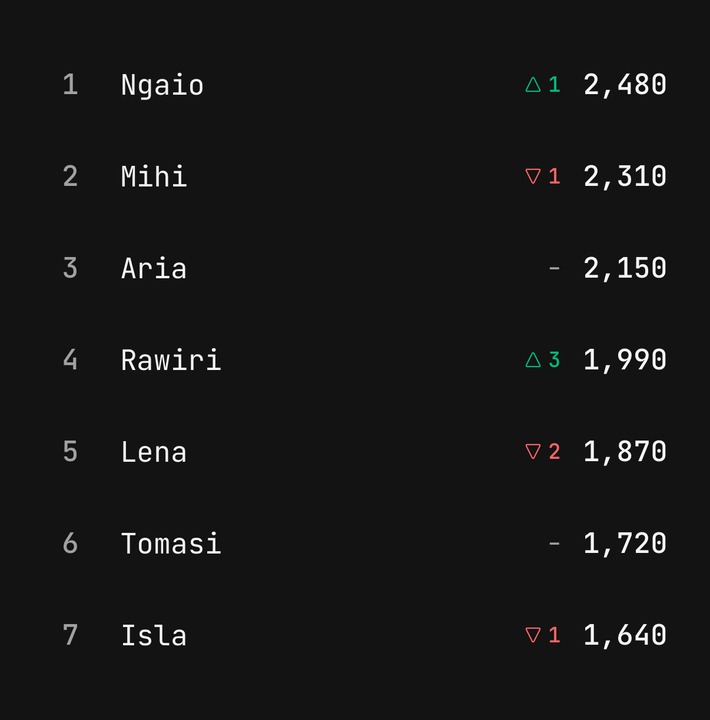 1 Ngaio △ 1 2,480
2 Mihi ▽ 1 2,310
3 Aria – 2,150
4 Rawiri △ 3 1,990
5 Lena ▽ 2 1,870
6 Tomasi – 1,720
7 Isla ▽ 1 1,640